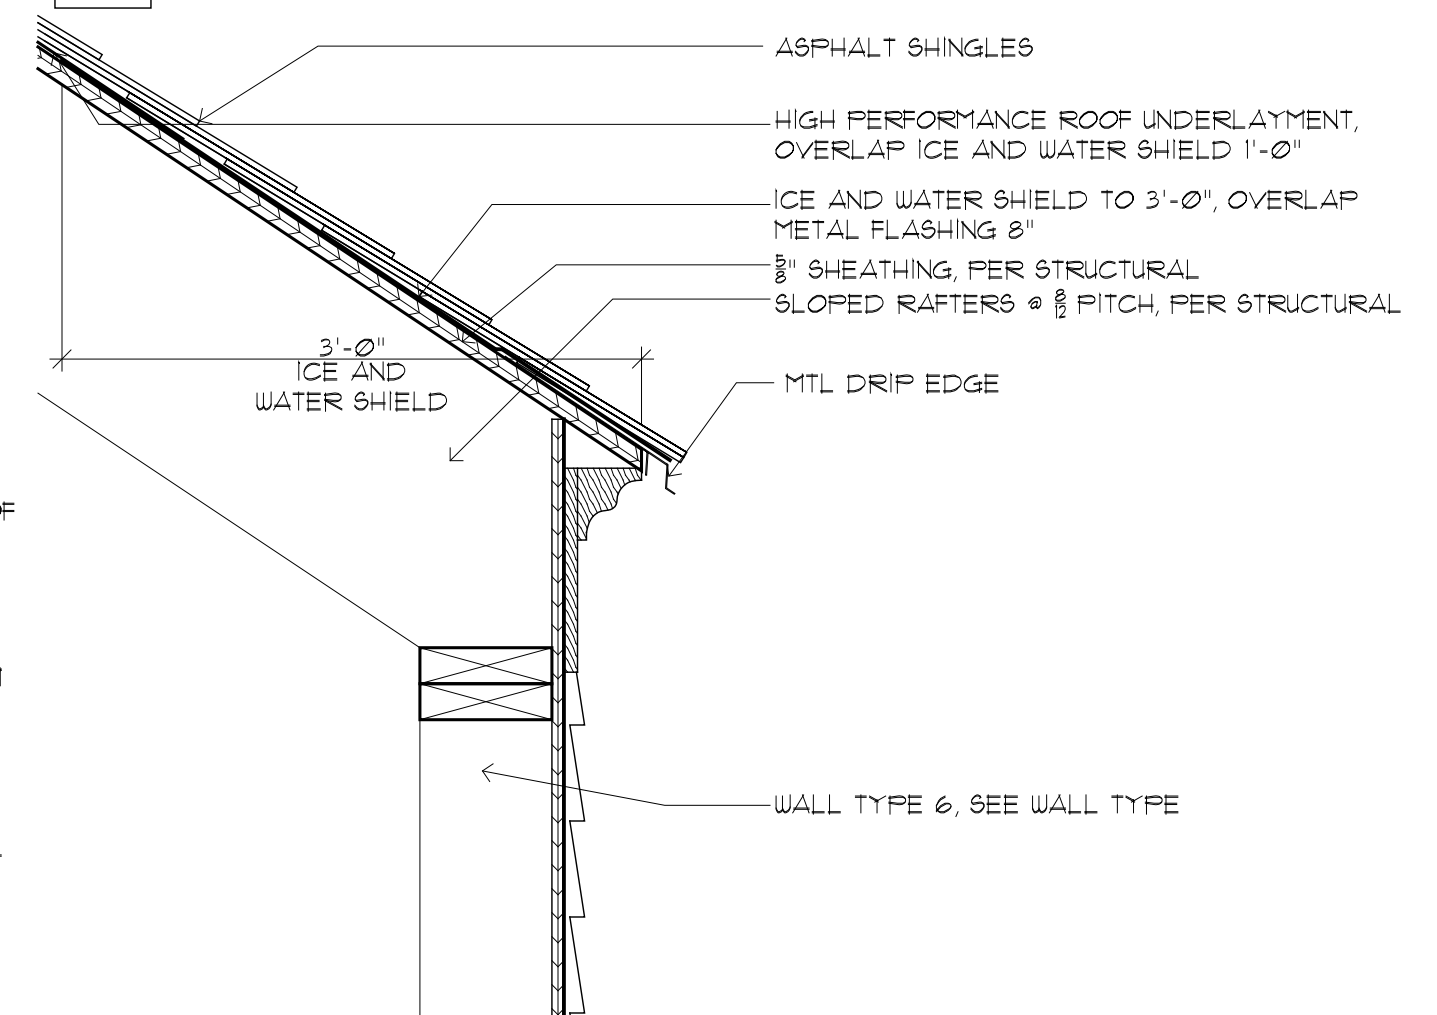 ASPHALT SHINGLES
HIGH PERFORMANCE ROOF UNDERLAYMENT,
OVERLAP ICE AND WATER SHIELD 1'-0"
ICE AND WATER SHIELD TO 3'-0", OVERLAP
METAL FLASHING 8"
5/8" SHEATHING, PER STRUCTURAL
SLOPED RAFTERS @ 8/12 PITCH, PER STRUCTURAL
3'-0"
ICE AND
WATER SHIELD
MTL DRIP EDGE
WALL TYPE 6, SEE WALL TYPE